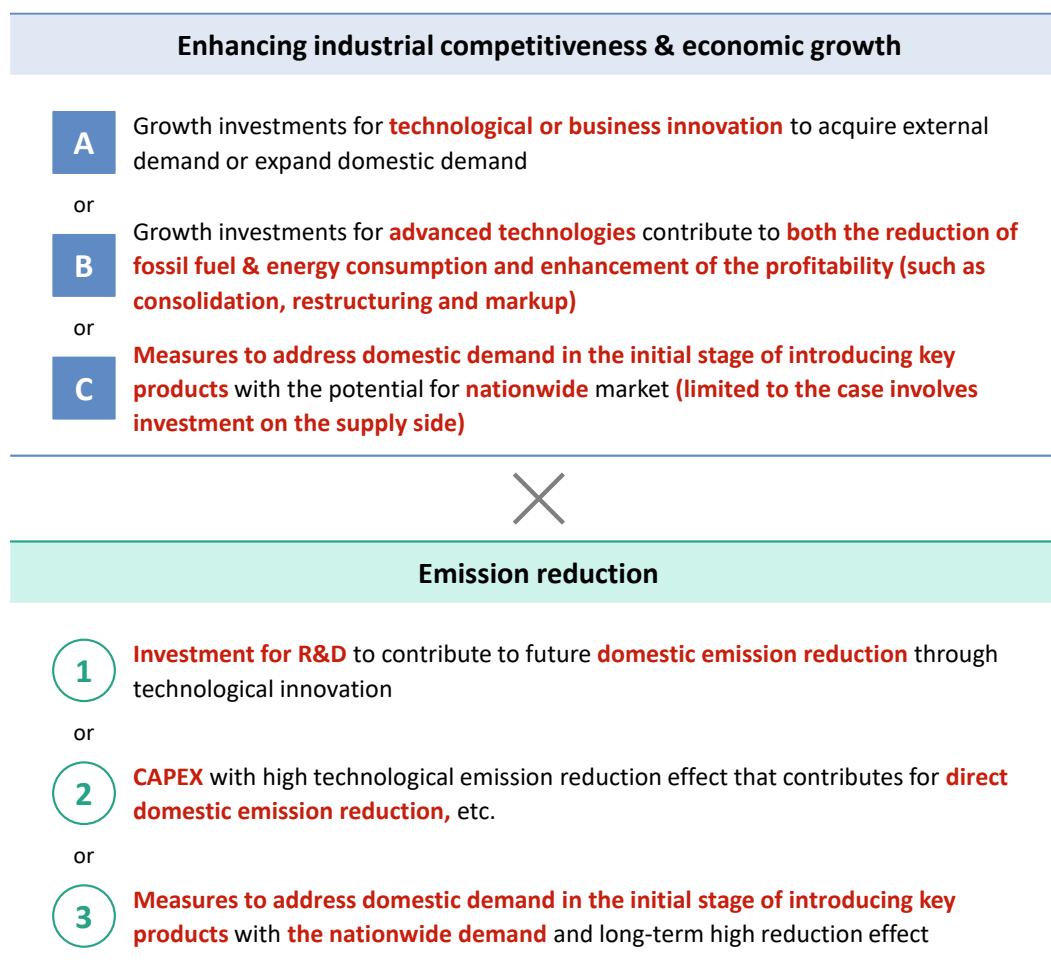 Enhancing industrial competitiveness & economic growth
A
Growth investments for technological or business innovation to acquire external
demand or expand domestic demand
or
B
Growth investments for advanced technologies contribute to both the reduction of
fossil fuel & energy consumption and enhancement of the profitability (such as
consolidation, restructuring and markup)
or
C
Measures to address domestic demand in the initial stage of introducing key
products with the potential for nationwide market (limited to the case involves
investment on the supply side)
Emission reduction
1
Investment for R&D to contribute to future domestic emission reduction through
technological innovation
or
2
CAPEX with high technological emission reduction effect that contributes for direct
domestic emission reduction, etc.
or
3
Measures to address domestic demand in the initial stage of introducing key
products with the nationwide demand and long-term high reduction effect